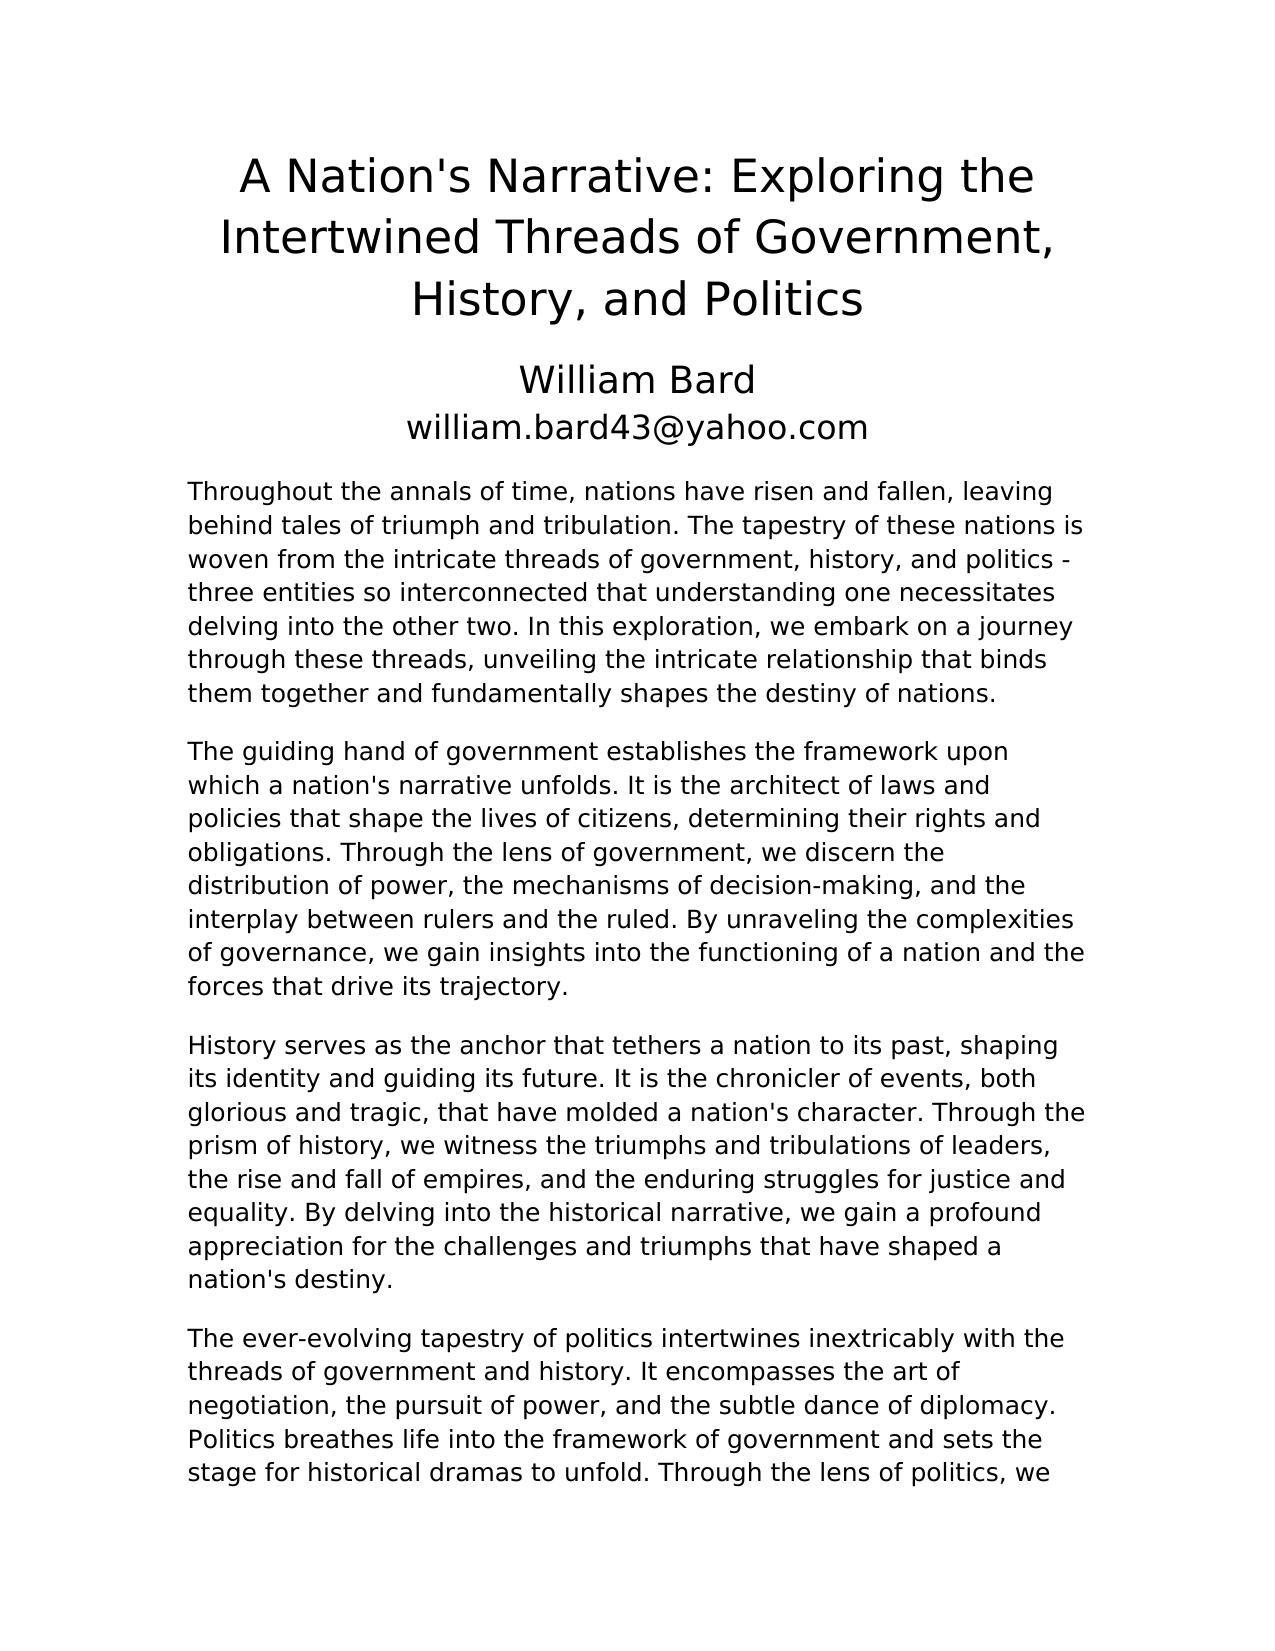 A Nation's Narrative: Exploring the
Intertwined Threads of Government,
History, and Politics
William Bard
william.bard43@yahoo.com
Throughout the annals of time, nations have risen and fallen, leaving
behind tales of triumph and tribulation. The tapestry of these nations is
woven from the intricate threads of government, history, and politics -
three entities so interconnected that understanding one necessitates
delving into the other two. In this exploration, we embark on a journey
through these threads, unveiling the intricate relationship that binds
them together and fundamentally shapes the destiny of nations.
The guiding hand of government establishes the framework upon
which a nation's narrative unfolds. It is the architect of laws and
policies that shape the lives of citizens, determining their rights and
obligations. Through the lens of government, we discern the
distribution of power, the mechanisms of decision-making, and the
interplay between rulers and the ruled. By unraveling the complexities
of governance, we gain insights into the functioning of a nation and the
forces that drive its trajectory.
History serves as the anchor that tethers a nation to its past, shaping
its identity and guiding its future. It is the chronicler of events, both
glorious and tragic, that have molded a nation's character. Through the
prism of history, we witness the triumphs and tribulations of leaders,
the rise and fall of empires, and the enduring struggles for justice and
equality. By delving into the historical narrative, we gain a profound
appreciation for the challenges and triumphs that have shaped a
nation's destiny.
The ever-evolving tapestry of politics intertwines inextricably with the
threads of government and history. It encompasses the art of
negotiation, the pursuit of power, and the subtle dance of diplomacy.
Politics breathes life into the framework of government and sets the
stage for historical dramas to unfold. Through the lens of politics, we